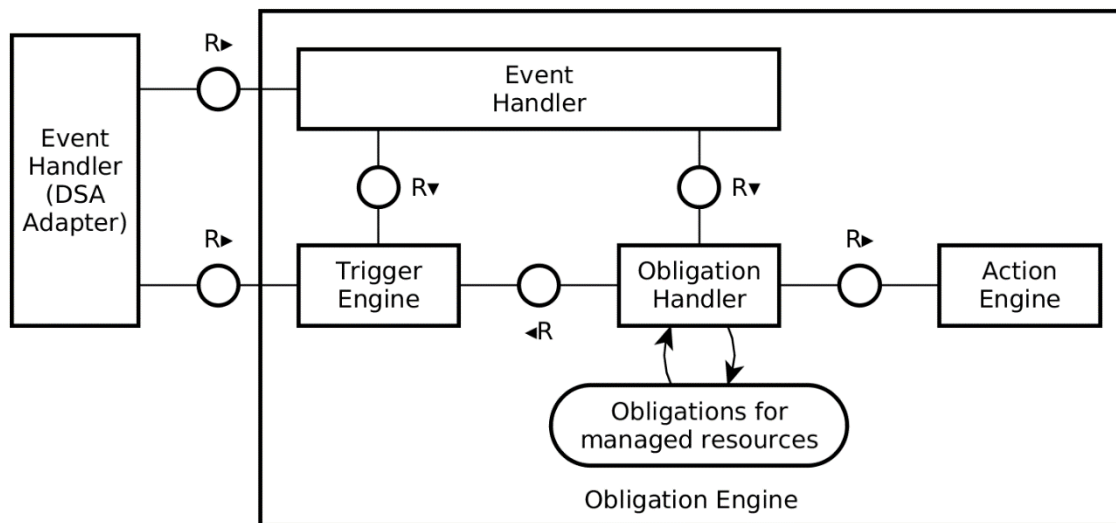 R►
Event
Handler
Event
Handler
(DSA
Adapter)
R▼
R▼
R►
R►
Trigger
Engine
Obligation
Handler
Action
Engine
◄R
Obligations for
managed resources
Obligation Engine